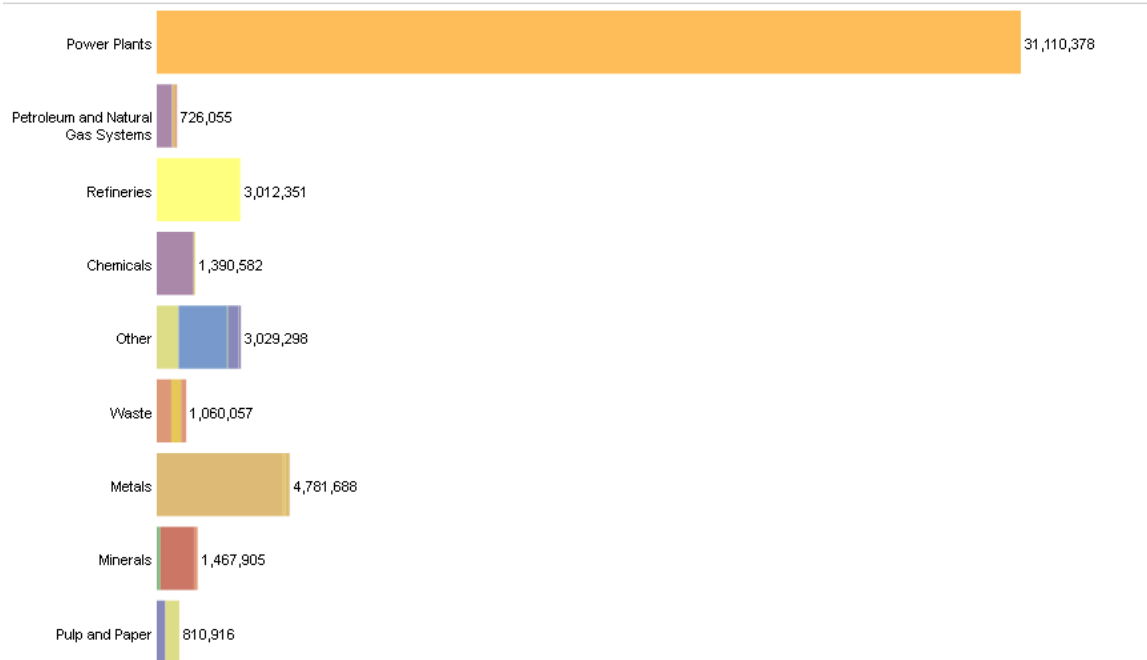 Power Plants 31,110,378
Petroleum and Natural
Gas Systems 726,055
Refineries 3,012,351
Chemicals 1,390,582
Other 3,029,298
Waste 1,060,057
Metals 4,781,688
Minerals 1,467,905
Pulp and Paper 810,916